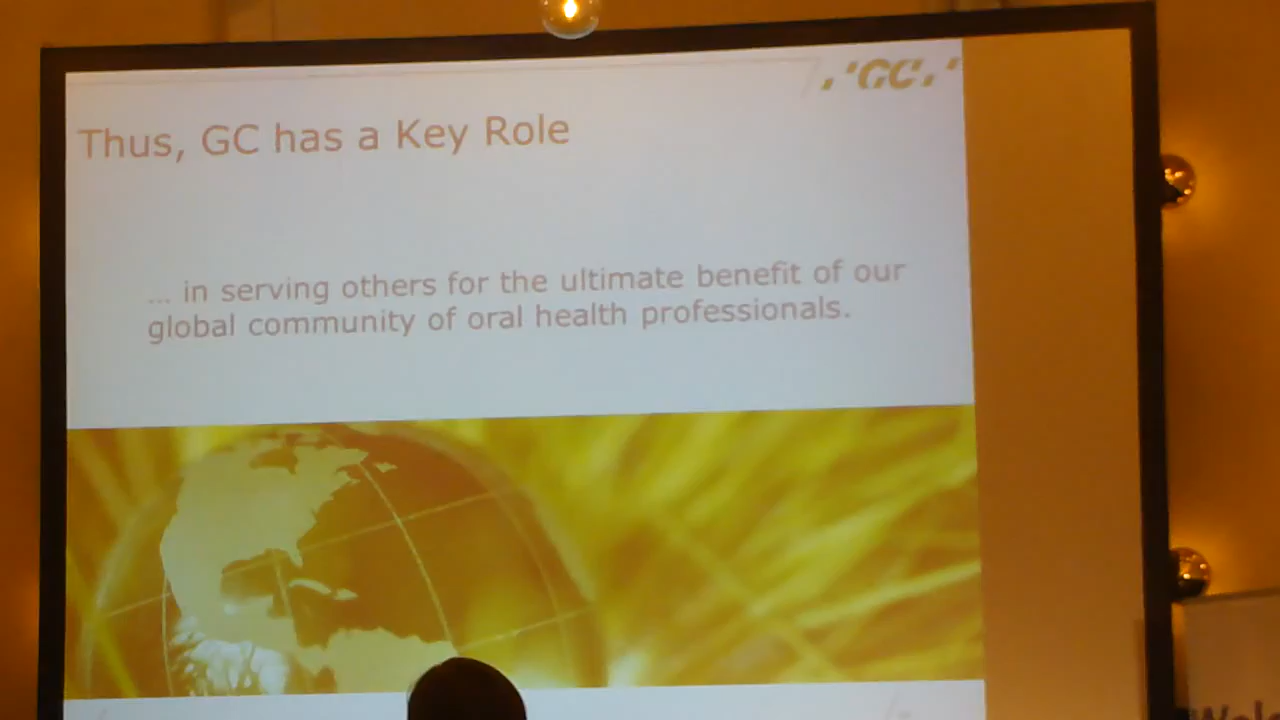 .'GC.'
Thus, GC has a Key Role
... in serving others for the ultimate benefit of our
global community of oral health professionals.